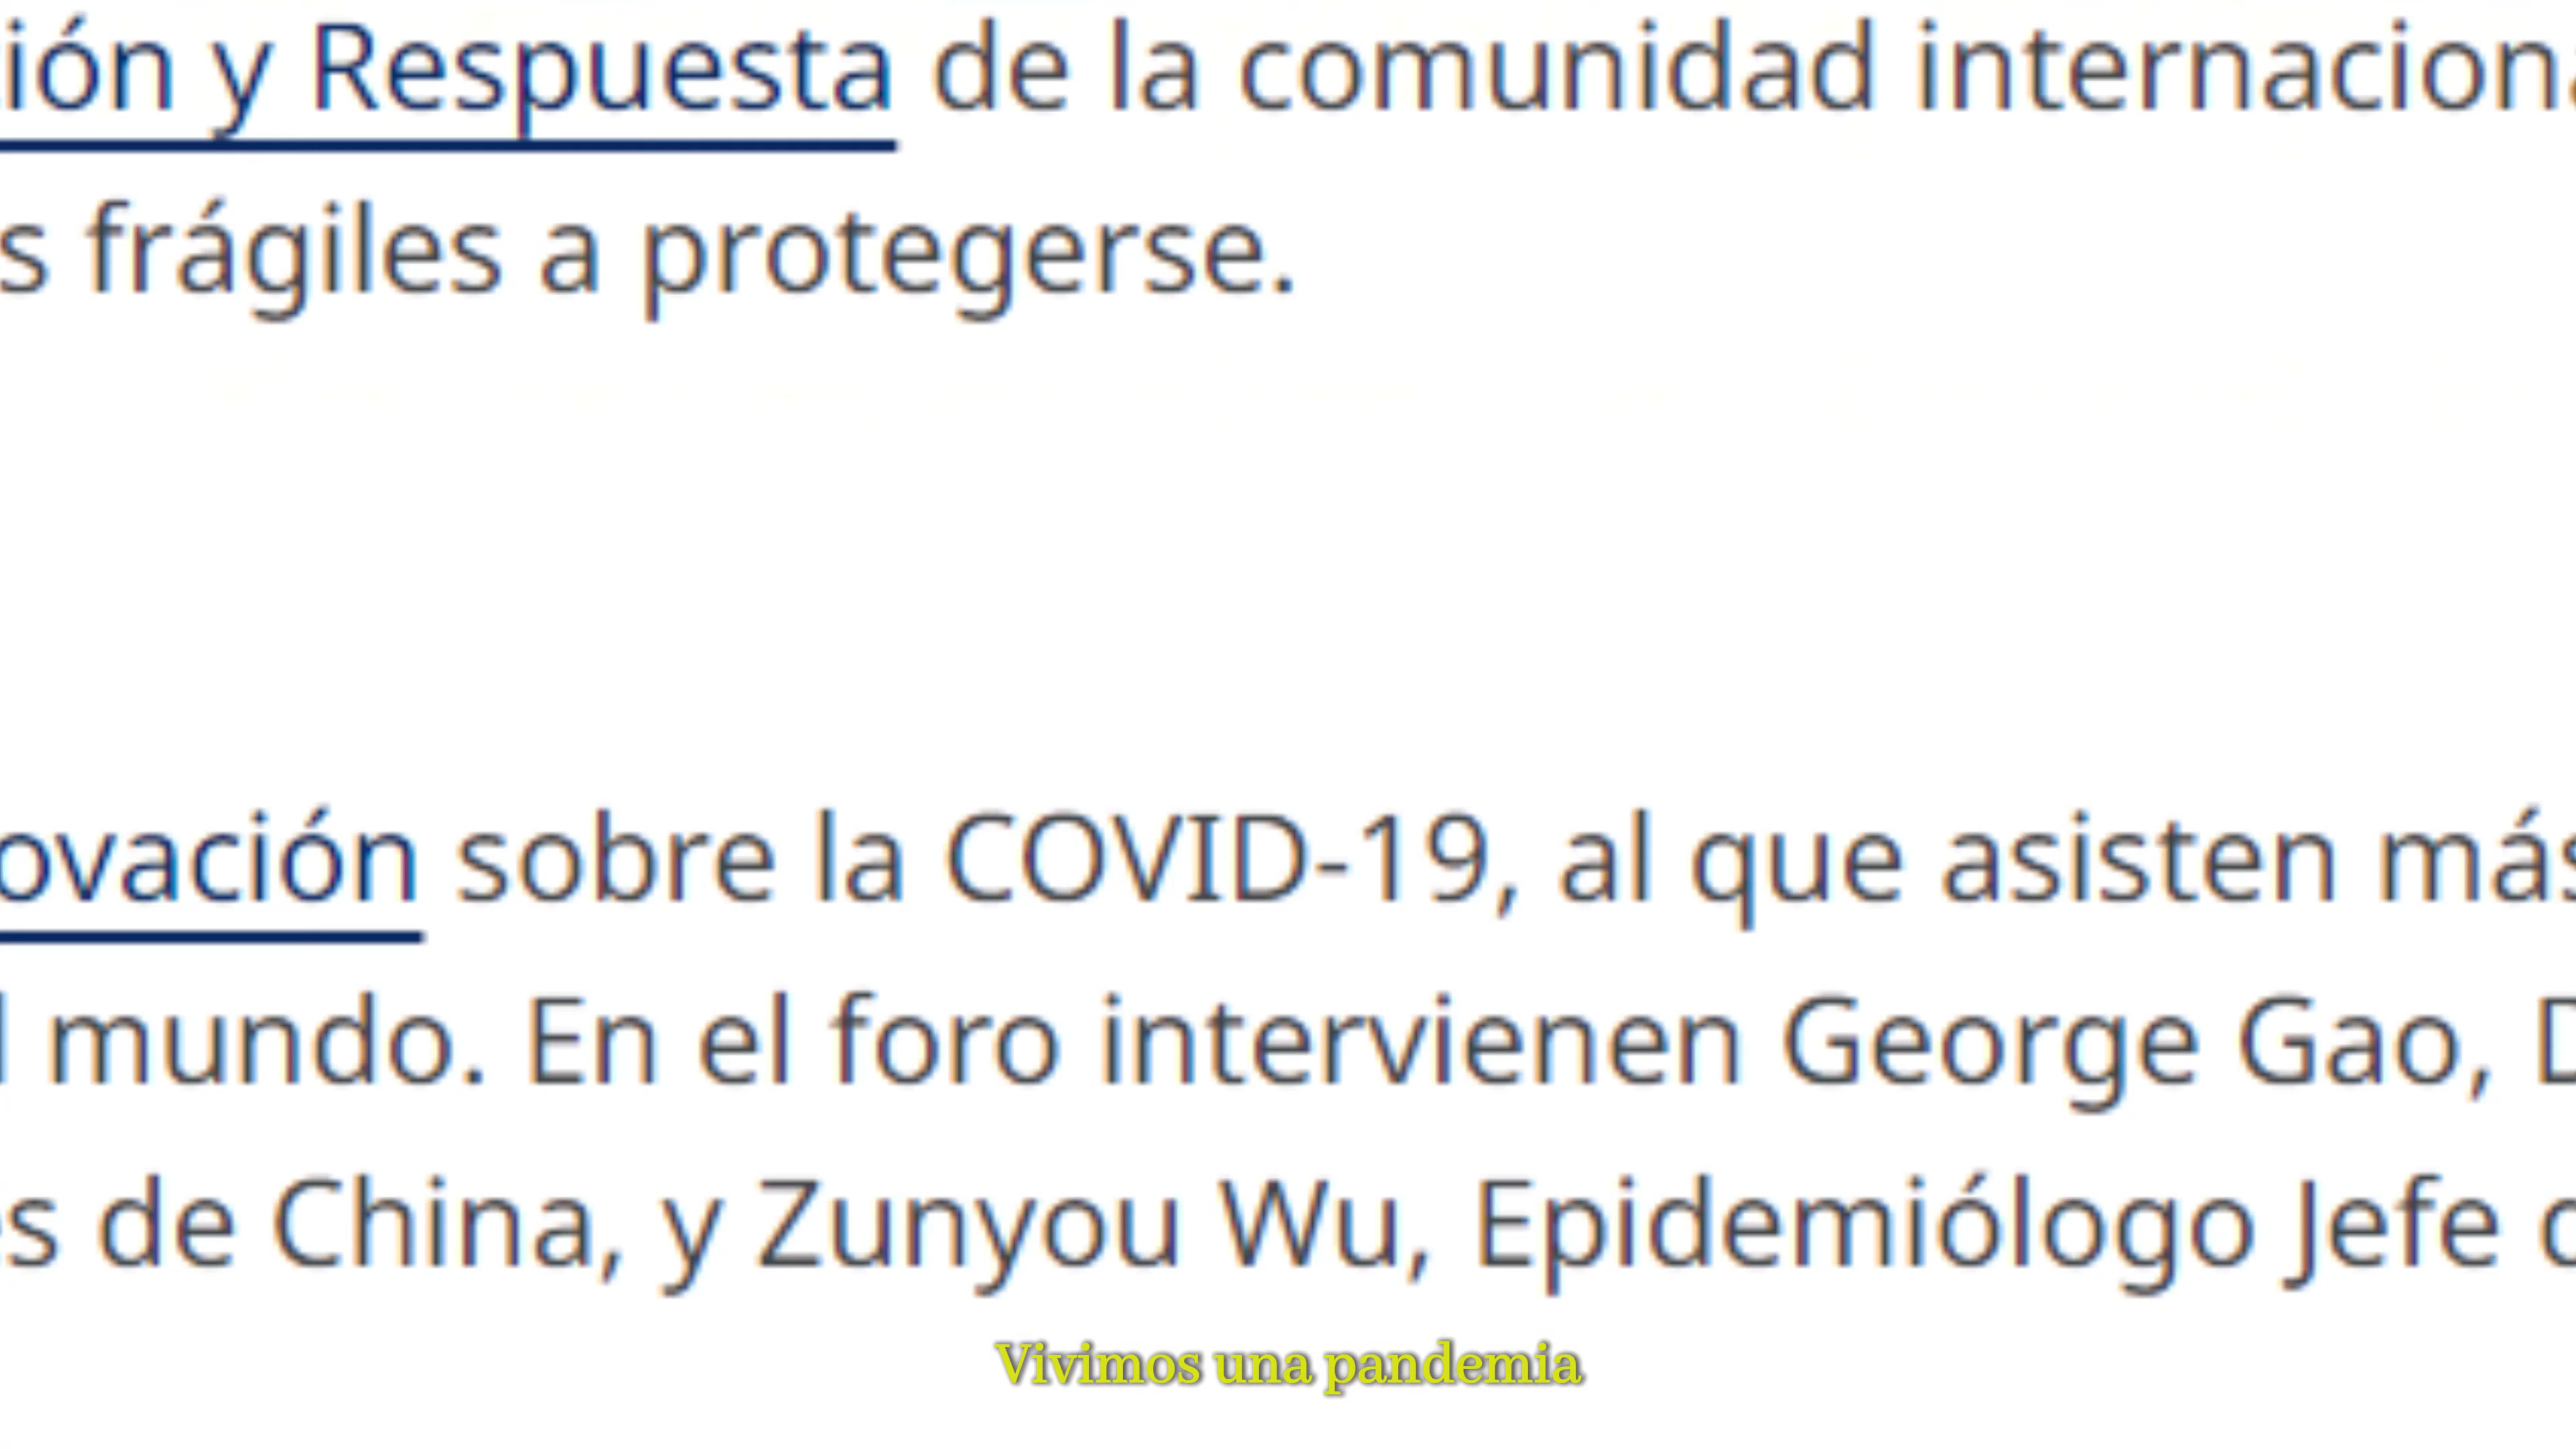 ión y Respuesta de la comunidad internacion
s frágiles a protegerse.
ovación sobre la COVID-19, al que asisten más
mundo. En el foro intervienen George Gao,
s de China, y Zunyou Wu, Epidemiólogo Jefe
Vivimos una pandemia